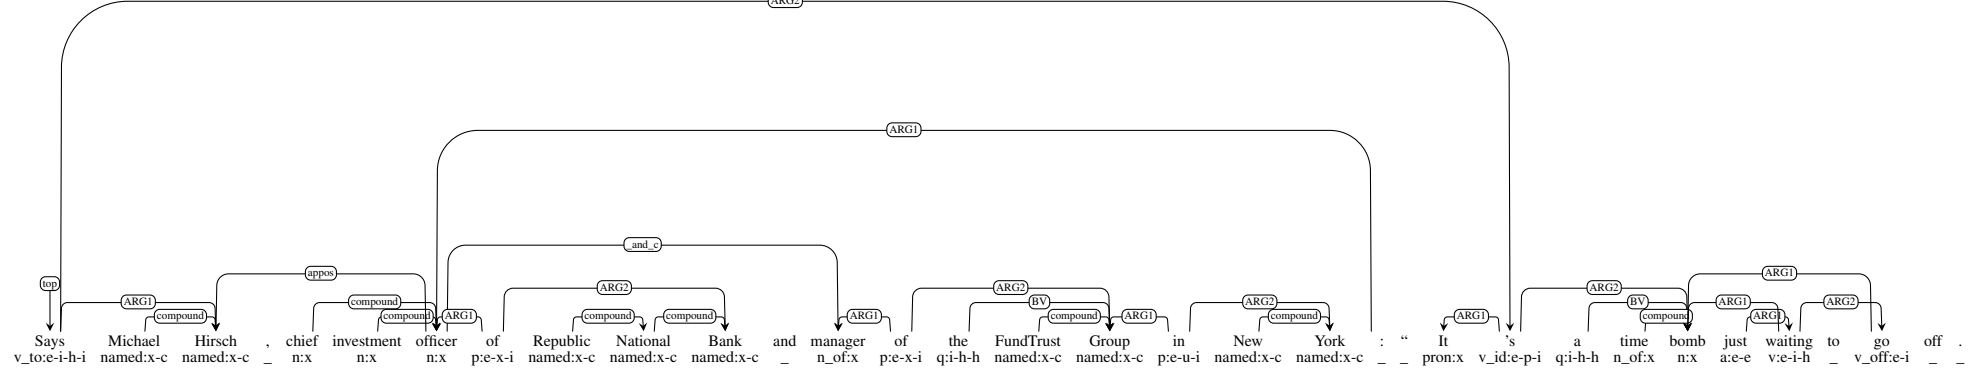 ARG2
ARG1
_and_c
appos
top
ARG2 ARG2 ARG2 ARG2 ARG1
ARG1 compound BV BV ARG1 ARG2
compound compound ARG1 compound compound ARG1 compound ARG1 compound ARG1 compound ARG1
Says Michael Hirsch , chief investment officer of Republic National Bank and manager of the FundTrust Group in New York : “ It 's a time bomb just waiting to go off .
v_to:e-i-h-i named:x-c named:x-c _ n:x n:x n:x p:e-x-i named:x-c named:x-c named:x-c _ n_of:x p:e-x-i q:i-h-h named:x-c named:x-c p:e-u-i named:x-c named:x-c _ _ pron:x v_id:e-p-i q:i-h-h n_of:x n:x a:e-e v:e-i-h _ v_off:e-i _ _